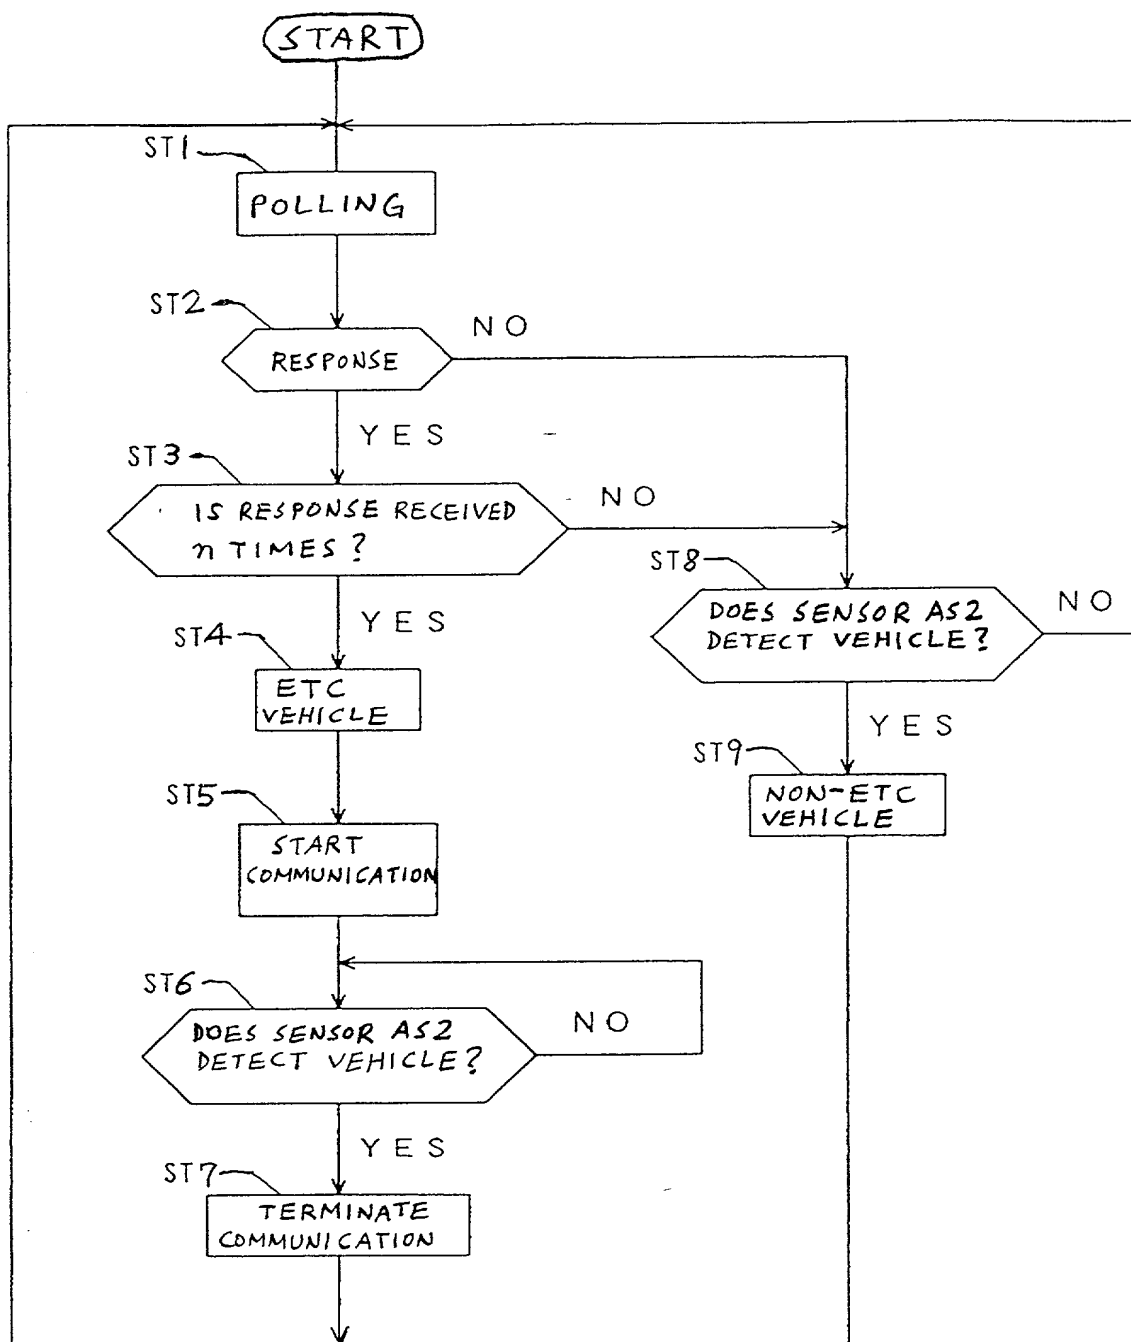 START
ST1
POLLING
ST2
NO
RESPONSE
YES
ST3
NO
IS RESPONSE RECEIVED
n TIMES?
ST8
YES
DOES SENSOR AS2
DETECT VEHICLE?
NO
ST4
ETC
VEHICLE
YES
ST9
NON-ETC
VEHICLE
ST5
START
COMMUNICATION
ST6
NO
DOES SENSOR AS2
DETECT VEHICLE?
YES
ST7
TERMINATE
COMMUNICATION